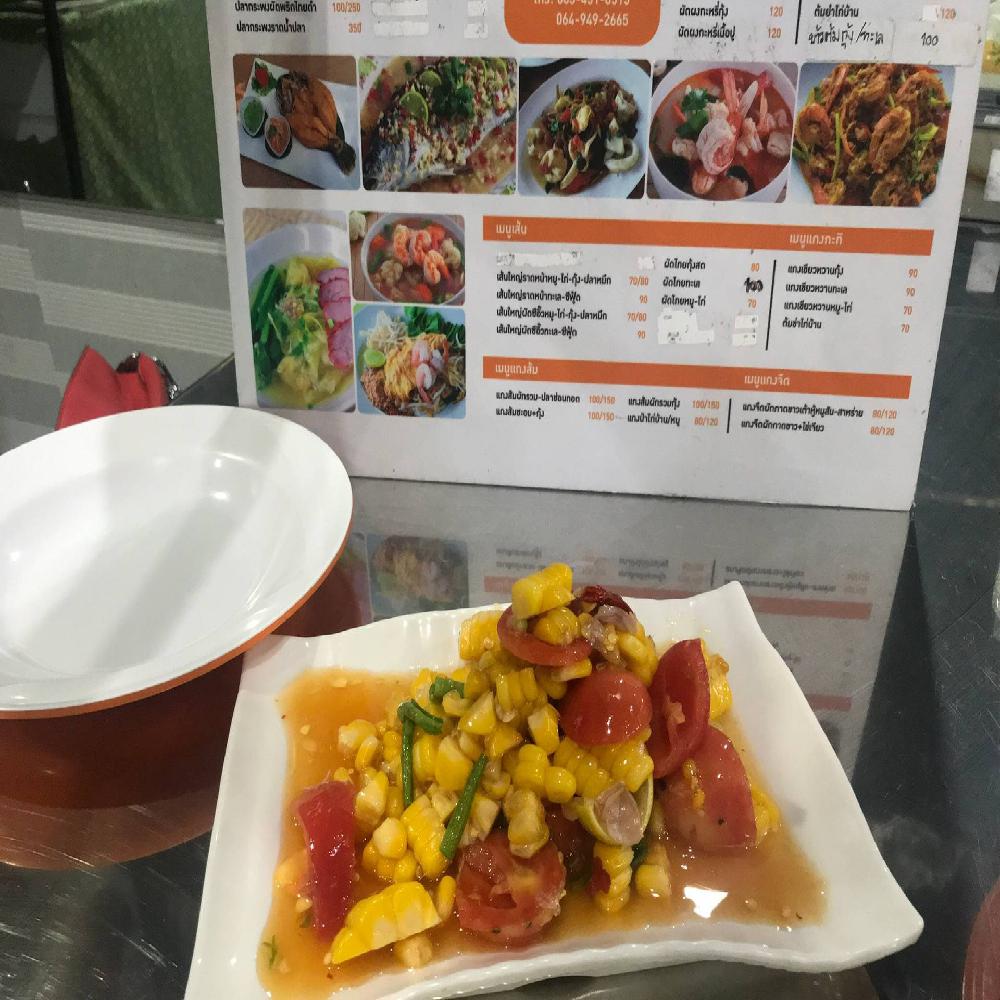 ปลากระพงผัดพริกไทยดำ 100/250
ปลากระพงราดน้ำปลา 350
064-949-2665
ผัดผงกะหรี่กุ้ง 120
ผัดผงกะหรี่เนื้อปู 120
ต้มยำไก่บ้าน 120
ข้าวต้มกุ้ง/ทะเล 100
เมนูเส้น
เส้นใหญ่ราดหน้าหมู-ไก่-กุ้ง-ปลาหมึก 70/80
เส้นใหญ่ราดหน้าทะเล-ซีฟู้ด 90
เส้นใหญ่ผัดซีอิ๊วหมู-ไก่-กุ้ง-ปลาหมึก 70/80
เส้นใหญ่ผัดซีอิ๊วทะเล-ซีฟู้ด 90
ผัดไทยกุ้งสด 80
ผัดไทยทะเล 100
ผัดไทยหมู-ไก่ 70
เมนูแกงกะทิ
แกงเขียวหวานกุ้ง 90
แกงเขียวหวานทะเล 90
แกงเขียวหวานหมู-ไก่ 70
ต้มข่าไก่บ้าน 70
เมนูแกงส้ม
แกงส้มผักรวม-ปลาช่อนทอด 100/150
แกงส้มชะอม+กุ้ง 100/150
แกงส้มผักรวมกุ้ง 100/150
แกงป่าไก่บ้าน/หมู 80/120
เมนูแกงจืด
แกงจืดผักกาดขาวเต้าหู้หมูสับ-สาหร่าย 80/120
แกงจืดผักกาดขาว+ไข่เจียว 80/120